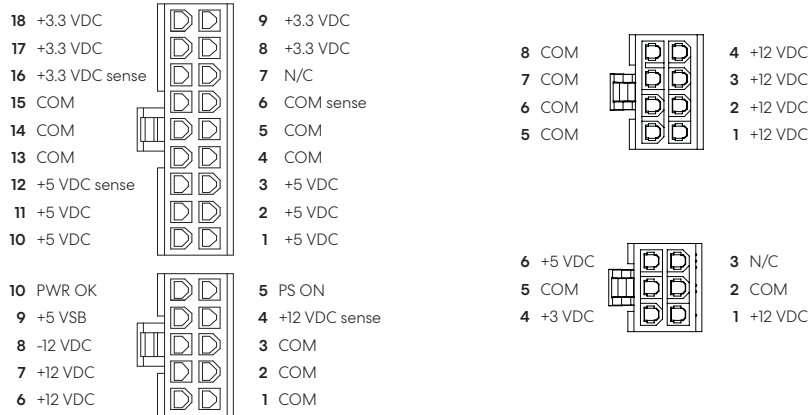 18 +3.3 VDC
17 +3.3 VDC
16 +3.3 VDC sense
15 COM
14 COM
13 COM
12 +5 VDC sense
11 +5 VDC
10 +5 VDC
9 +3.3 VDC
8 +3.3 VDC
7 N/C
6 COM sense
5 COM
4 COM
3 +5 VDC
2 +5 VDC
1 +5 VDC
8 COM
7 COM
6 COM
5 COM
4 +12 VDC
3 +12 VDC
2 +12 VDC
1 +12 VDC
10 PWR OK
9 +5 VSB
8 -12 VDC
7 +12 VDC
6 +12 VDC
5 PS ON
4 +12 VDC sense
3 COM
2 COM
1 COM
6 +5 VDC
5 COM
4 +3 VDC
3 N/C
2 COM
1 +12 VDC